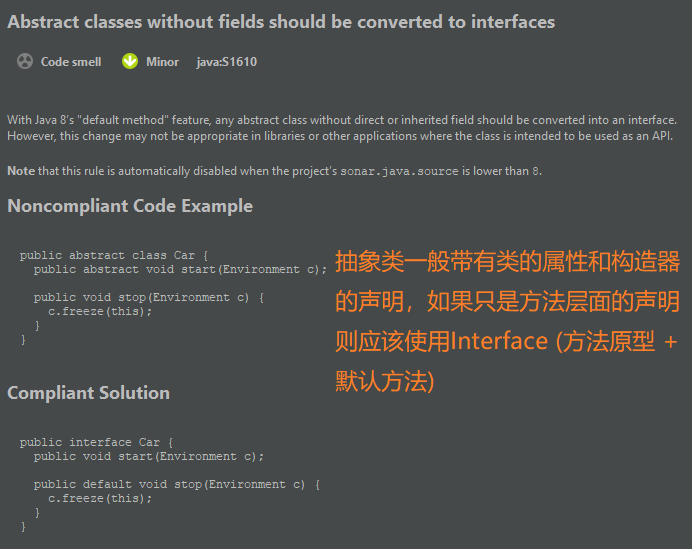 Abstract classes without fields should be converted to interfaces
Code smell Minor java:S1610
With Java 8's "default method" feature, any abstract class without direct or inherited field should be converted into an interface.
However, this change may not be appropriate in libraries or other applications where the class is intended to be used as an API.
Note that this rule is automatically disabled when the project's sonar.java.source is lower than 8.
Noncompliant Code Example
public abstract class Car {
  public abstract void start(Environment c);
  public void stop(Environment c) {
    c.freeze(this);
  }
}
抽象类一般带有类的属性和构造器
的声明，如果只是方法层面的声明
则应该使用Interface (方法原型 +
默认方法)
Compliant Solution
public interface Car {
  public void start(Environment c);
  public default void stop(Environment c) {
    c.freeze(this);
  }
}